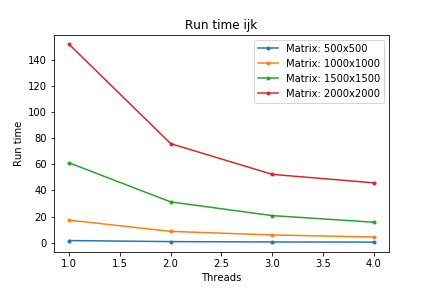 Run time ijk
Matrix: 500x500
Matrix: 1000x1000
Matrix: 1500x1500
Matrix: 2000x2000
Run time
140
120
100
80
60
40
20
0
1.0
1.5
2.0
2.5
3.0
3.5
4.0
Threads